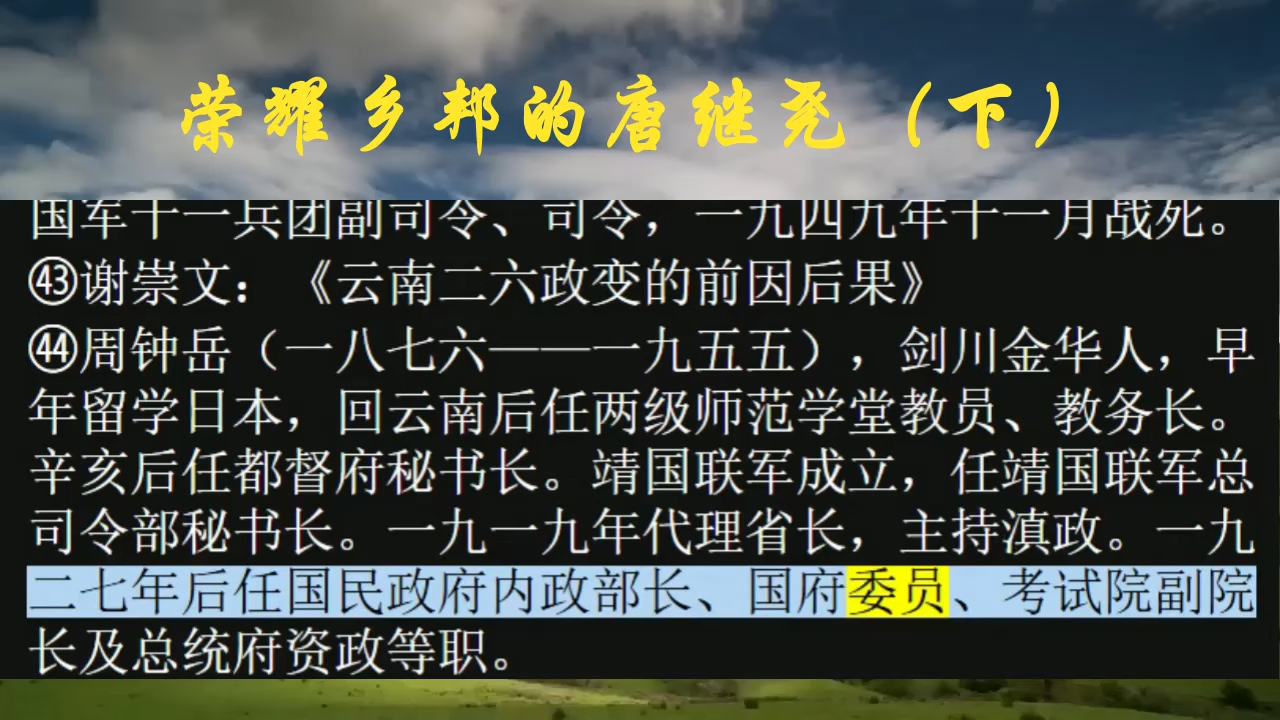 荣耀乡邦的唐继尧（下）
国军十一兵团副司令、司令，一九四九年十一月战死。
㊸谢崇文：《云南二六政变的前因后果》
㊹周钟岳（一八七六——一九五五），剑川金华人，早
年留学日本，回云南后任两级师范学堂教员、教务长。
辛亥后任都督府秘书长。靖国联军成立，任靖国联军总
司令部秘书长。一九一九年代理省长，主持滇政。一九
二七年后任国民政府内政部长、国府委员、考试院副院
长及总统府资政等职。